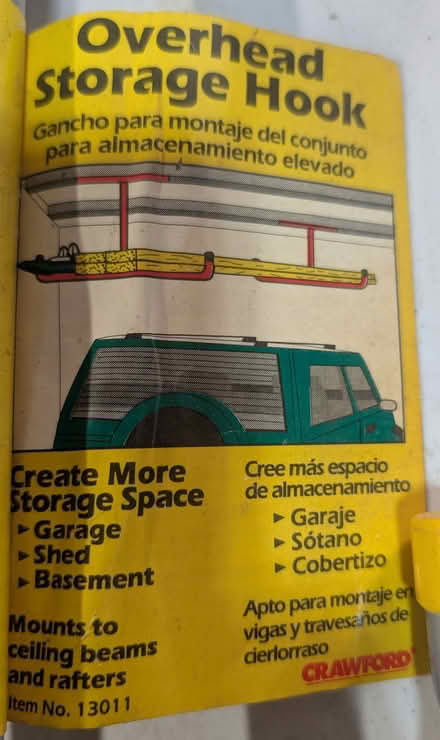 Overhead
Storage Hook
Gancho para montaje del conjunto
para almacenamiento elevado
Create More
Storage Space
Garage
Shed
Basement
Mounts to
ceiling beams
and rafters
Item No. 13011
Cree más espacio
de almacenamiento
Garaje
Sótano
Cobertizo
Apto para montaje en
vigas y travesaños de
cierlorraso
CRAWFORD